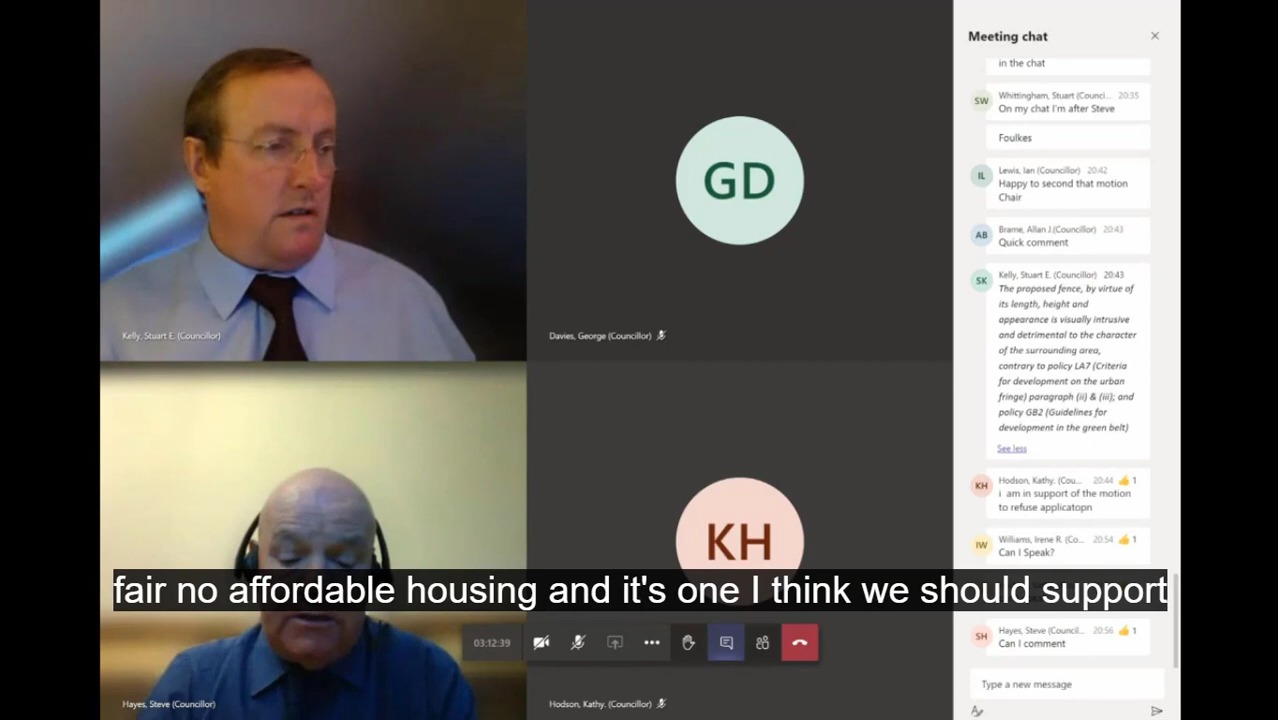 Kelly, Stuart E. (Councillor)
GD
Davies, George (Councillor)
Hayes, Steve (Councillor)
KH
Hodson, Kathy. (Councillor)
fair no affordable housing and it's one I think we should support
03:12:39
Meeting chat
in the chat
SW
Whittingham, Stuart (Counci... 20:35
On my chat I'm after Steve
Foulkes
IL
Lewis, Ian (Councillor) 20:42
Happy to second that motion
Chair
AB
Brame, Allan J.(Councillor) 20:43
Quick comment
SK
Kelly, Stuart E. (Councillor) 20:43
The proposed fence, by virtue of
its length, height and
appearance is visually intrusive
and detrimental to the character
of the surrounding area,
contrary to policy LA7 (Criteria
for development on the urban
fringe) paragraph (ii) & (iii); and
policy GB2 (Guidelines for
development in the green belt)
See less
KH
Hodson, Kathy. (Cou... 20:44 👍 1
i am in support of the motion
to refuse applicatopn
IW
Williams, Irene R. (Co... 20:54 👍 1
Can I Speak?
SH
Hayes, Steve (Council... 20:56 👍 1
Can I comment
Type a new message